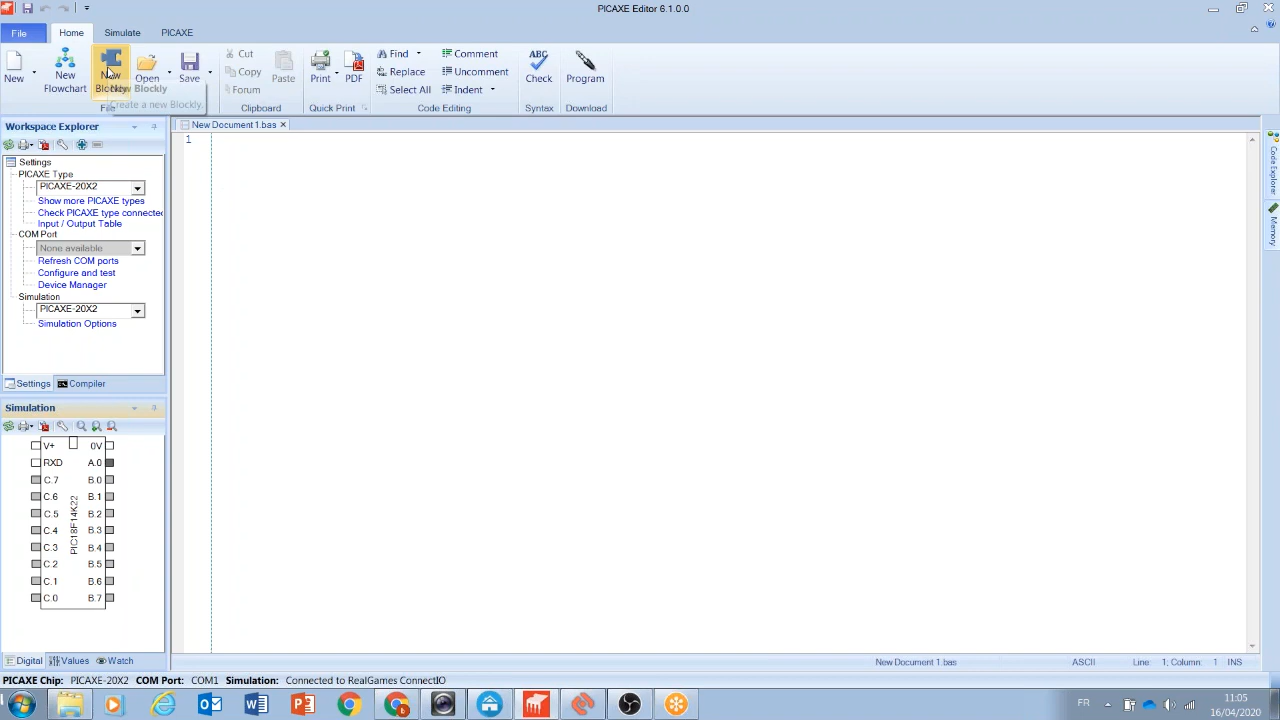 PICAXE Editor 6.1.0.0
File
Home
Simulate
PICAXE
New
New
Flowchart
New
Blockly
Open
Save
New Blockly
Create a new Blockly.
Cut
Copy
Forum
Paste
Clipboard
Print
PDF
Quick Print
Find
Replace
Select All
Comment
Uncomment
Indent
Code Editing
ABC
Check
Syntax
Program
Download
Workspace Explorer
New Document 1.bas
1
Settings
PICAXE Type
PICAXE-20X2
Show more PICAXE types
Check PICAXE type connected
Input / Output Table
COM Port
None available
Refresh COM ports
Configure and test
Device Manager
Simulation
PICAXE-20X2
Simulation Options
Settings
Compiler
Code Explorer
Memory
Simulation
V+ 0V
RXD A.0
C.7 B.0
C.6 B.1
C.5 B.2
C.4 B.3
C.3 B.4
C.2 B.5
C.1 B.6
C.0 B.7
PIC18F14K22
Digital
Values
Watch
New Document 1.bas
ASCII
Line: 1; Column: 1
INS
PICAXE Chip: PICAXE-20X2 COM Port: COM1 Simulation: Connected to RealGames ConnectIO
FR
11:05
16/04/2020